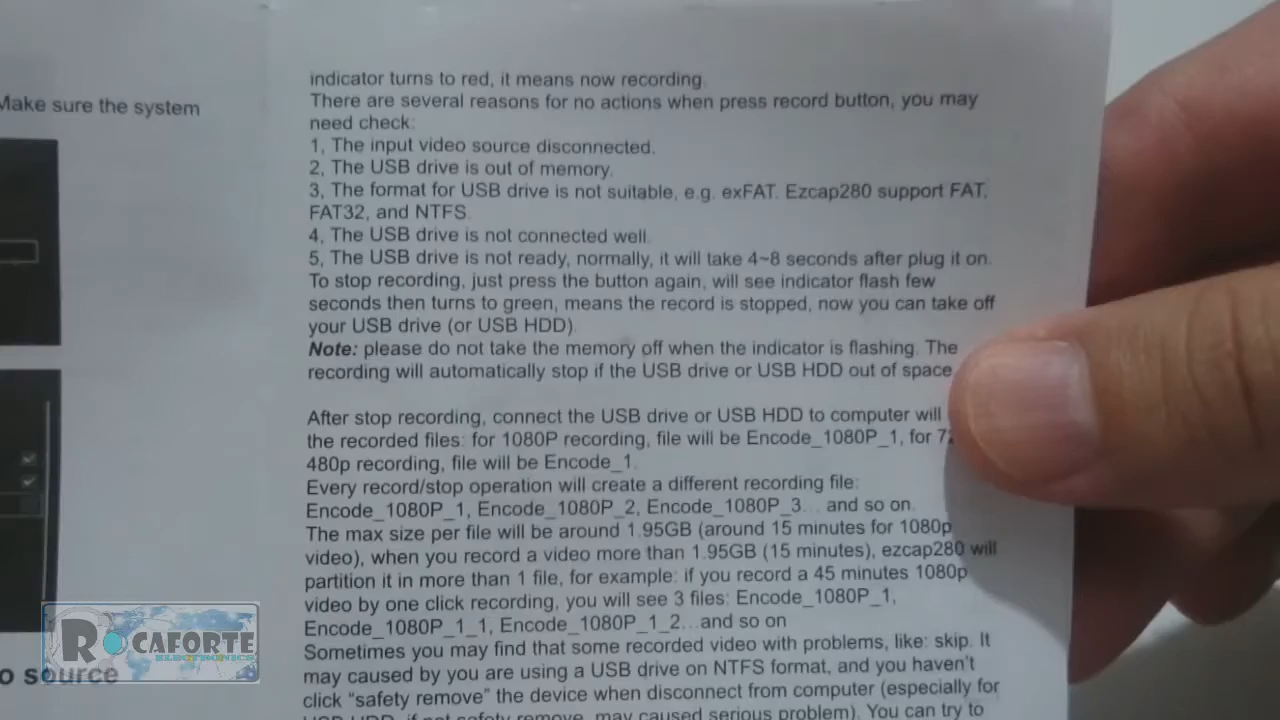 Make sure the system
o source
indicator turns to red, it means now recording.
There are several reasons for no actions when press record button, you may
need check:
1, The input video source disconnected.
2, The USB drive is out of memory.
3, The format for USB drive is not suitable, e.g. exFAT. Ezcap280 support FAT,
FAT32, and NTFS.
4, The USB drive is not connected well.
5, The USB drive is not ready, normally, it will take 4~8 seconds after plug it on.
To stop recording, just press the button again, will see indicator flash few
seconds then turns to green, means the record is stopped, now you can take off
your USB drive (or USB HDD).
Note: please do not take the memory off when the indicator is flashing. The
recording will automatically stop if the USB drive or USB HDD out of space
After stop recording, connect the USB drive or USB HDD to computer will
the recorded files: for 1080P recording, file will be Encode_1080P_1, for
480p recording, file will be Encode_1.
Every record/stop operation will create a different recording file:
Encode_1080P_1, Encode_1080P_2, Encode_1080P_3... and so on.
The max size per file will be around 1.95GB (around 15 minutes for 1080p
video), when you record a video more than 1.95GB (15 minutes), ezcap280 will
partition it in more than 1 file, for example: if you record a 45 minutes 1080p
video by one click recording, you will see 3 files: Encode_1080P_1,
Encode_1080P_1_1, Encode_1080P_1_2...and so on
Sometimes you may find that some recorded video with problems, like: skip. It
may caused by you are using a USB drive on NTFS format, and you haven't
click "safety remove" the device when disconnect from computer (especially for
USB HDD, if not safety remove, may caused serious problem). You can try to
ROCAFORTE
ELECTRONICS